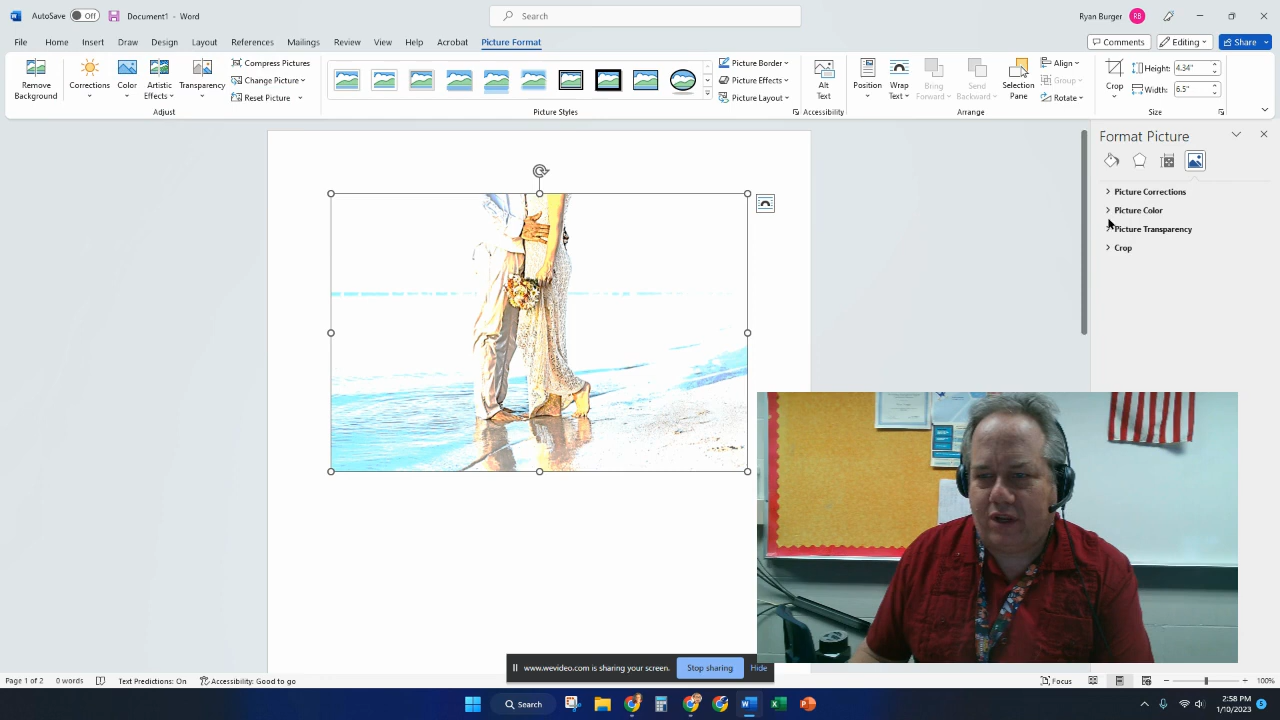 AutoSave Off Document1 - Word Search Ryan Burger RB
File Home Insert Draw Design Layout References Mailings Review View Help Acrobat Picture Format Comments Editing Share
Remove Background Corrections Color Artistic Effects Transparency Compress Pictures Change Picture Reset Picture
Picture Border Picture Effects Picture Layout Alt Text
Position Wrap Text Bring Forward Send Backward Selection Pane Align Group Rotate Crop Height: 4.34" Width: 6.5"
Adjust Picture Styles Accessibility Arrange Size
Format Picture
Picture Corrections
Picture Color
Picture Transparency
Crop
www.wevideo.com is sharing your screen. Stop sharing Hide
Page 1 of 2 0 words Text Predictions: On Accessibility: Good to go Focus 100%
Search 2:58 PM
1/10/2023